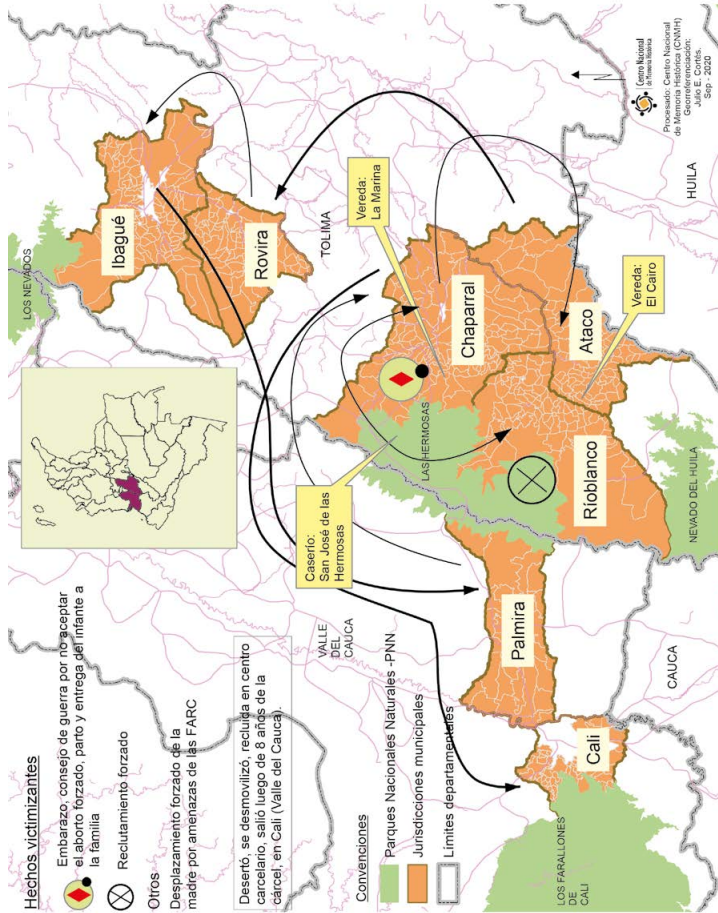 Hechos victimizantes
Embarazo, consejo de guerra por no aceptar
el aborto forzado, parto y entrega del infante a
la familia
Reclutamiento forzado
Otros
Desplazamiento forzado de la
madre por amenazas de las FARC
Desertó, se desmovilizó, recluida en centro
carcelario, salió luego de 8 años de la
cárcel, en Cali (Valle del Cauca).
Convenciones
Parques Nacionales Naturales -PNN
Jurisdicciones municipales
Límites departamentales
LOS FARALLONES
DE
CALI
Cali
VALLE
DEL
CAUCA
Palmira
CAUCA
Caserío:
San José de las
Hermosas
LAS HERMOSAS
Rioblanco
NEVADO DEL HUILA
LOS NEVADOS
Ibagué
Rovira
TOLIMA
Vereda:
La Marina
Chaparral
Ataco
Vereda:
El Cairo
HUILA
Centro Nacional
de Memoria Histórica
Procesado: Centro Nacional
de Memoria Histórica (CNMH)
Georreferenciación:
Julio E. Cortés.
Sep - 2020